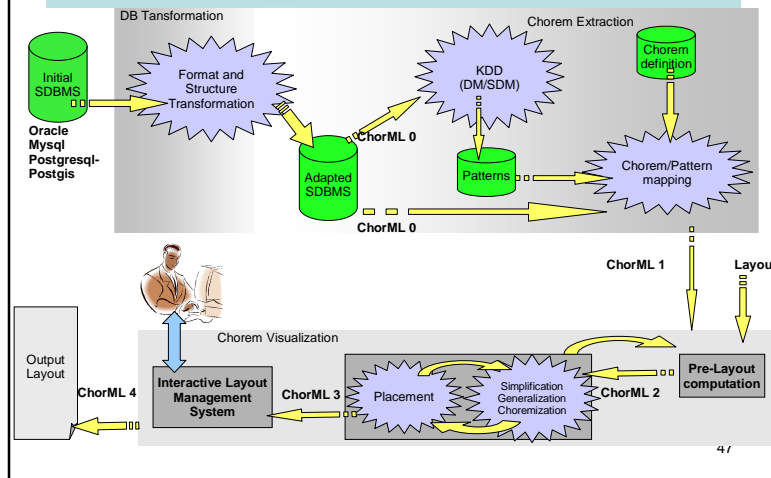 DB Tansformation
Chorem Extraction
Initial
SDBMS
Format and
Structure
Transformation
KDD
(DM/SDM)
Chorem
definition
Oracle
Mysql
Postgresql-
Postgis
ChorML 0
Adapted
SDBMS
Patterns
Chorem/Pattern
mapping
ChorML 0
ChorML 1
Layou
Chorem Visualization
Output
Layout
ChorML 4
Interactive Layout
Management
System
ChorML 3
Placement
Simplification
Generalization
Choremization
ChorML 2
Pre-Layout
computation
47